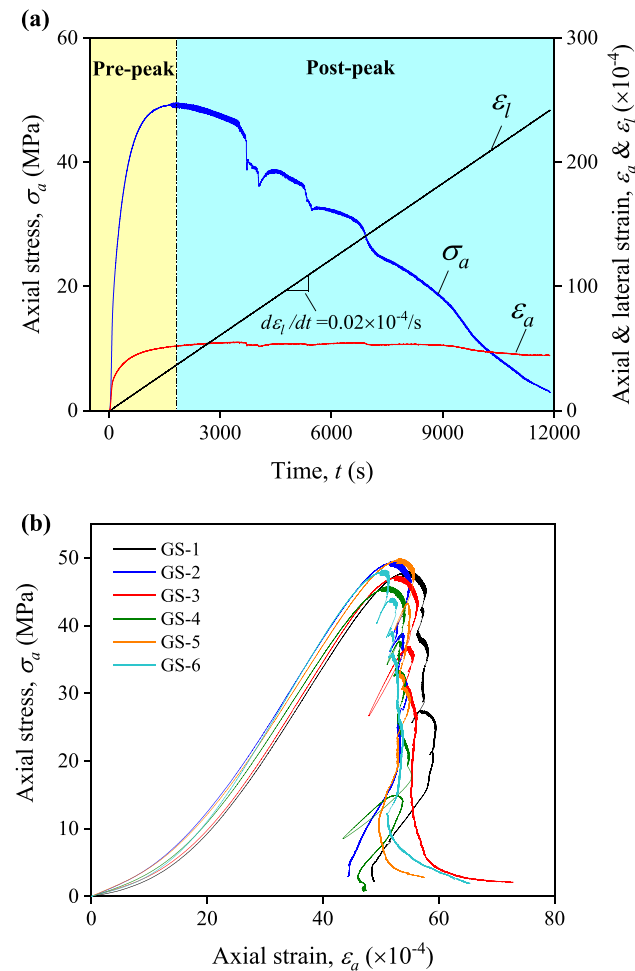 (a)
60
300
Pre-peak
Post-peak
εl
40
200
σa
20
100
dεl /dt=0.02×10-4/s
εa
0
0
0
3000
6000
9000
12000
Axial stress, σa (MPa)
Axial & lateral strain, εa & εl (×10-4)
Time, t (s)
(b)
50
GS-1
GS-2
40
GS-3
GS-4
30
GS-5
GS-6
20
10
0
0
20
40
60
80
Axial stress, σa (MPa)
Axial strain, εa (×10-4)